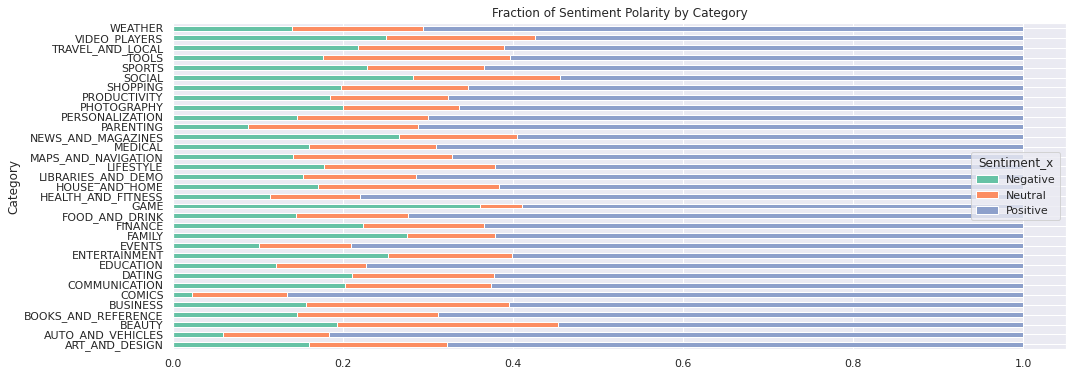 Fraction of Sentiment Polarity by Category
WEATHER
VIDEO_PLAYERS
TRAVEL_AND_LOCAL
TOOLS
SPORTS
SOCIAL
SHOPPING
PRODUCTIVITY
PHOTOGRAPHY
PERSONALIZATION
PARENTING
NEWS_AND_MAGAZINES
MEDICAL
MAPS_AND_NAVIGATION
LIFESTYLE
LIBRARIES_AND_DEMO
HOUSE_AND_HOME
HEALTH_AND_FITNESS
GAME
FOOD_AND_DRINK
FINANCE
FAMILY
EVENTS
ENTERTAINMENT
EDUCATION
DATING
COMMUNICATION
COMICS
BUSINESS
BOOKS_AND_REFERENCE
BEAUTY
AUTO_AND_VEHICLES
ART_AND_DESIGN
Category
Sentiment_x
Negative
Neutral
Positive
0.0 0.2 0.4 0.6 0.8 1.0